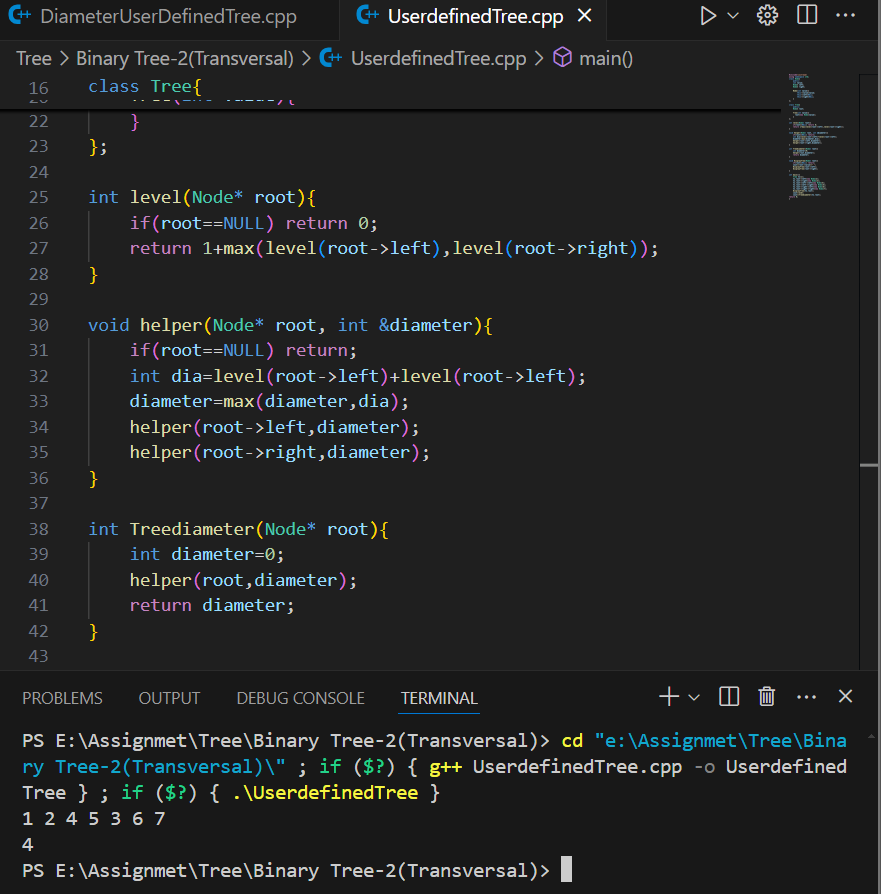 DiameterUserDefinedTree.cpp UserdefinedTree.cpp
Tree > Binary Tree-2(Transversal) > UserdefinedTree.cpp > main()
16 class Tree{
20 Tree(int value){
22 }
23 };
24
25 int level(Node* root){
26 if(root==NULL) return 0;
27 return 1+max(level(root->left),level(root->right));
28 }
29
30 void helper(Node* root, int &diameter){
31 if(root==NULL) return;
32 int dia=level(root->left)+level(root->left);
33 diameter=max(diameter,dia);
34 helper(root->left,diameter);
35 helper(root->right,diameter);
36 }
37
38 int Treediameter(Node* root){
39 int diameter=0;
40 helper(root,diameter);
41 return diameter;
42 }
43
PROBLEMS OUTPUT DEBUG CONSOLE TERMINAL
PS E:\Assignmet\Tree\Binary Tree-2(Transversal)> cd "e:\Assignmet\Tree\Bina
ry Tree-2(Transversal)\" ; if ($?) { g++ UserdefinedTree.cpp -o Userdefined
Tree } ; if ($?) { .\UserdefinedTree }
1 2 4 5 3 6 7
4
PS E:\Assignmet\Tree\Binary Tree-2(Transversal)>